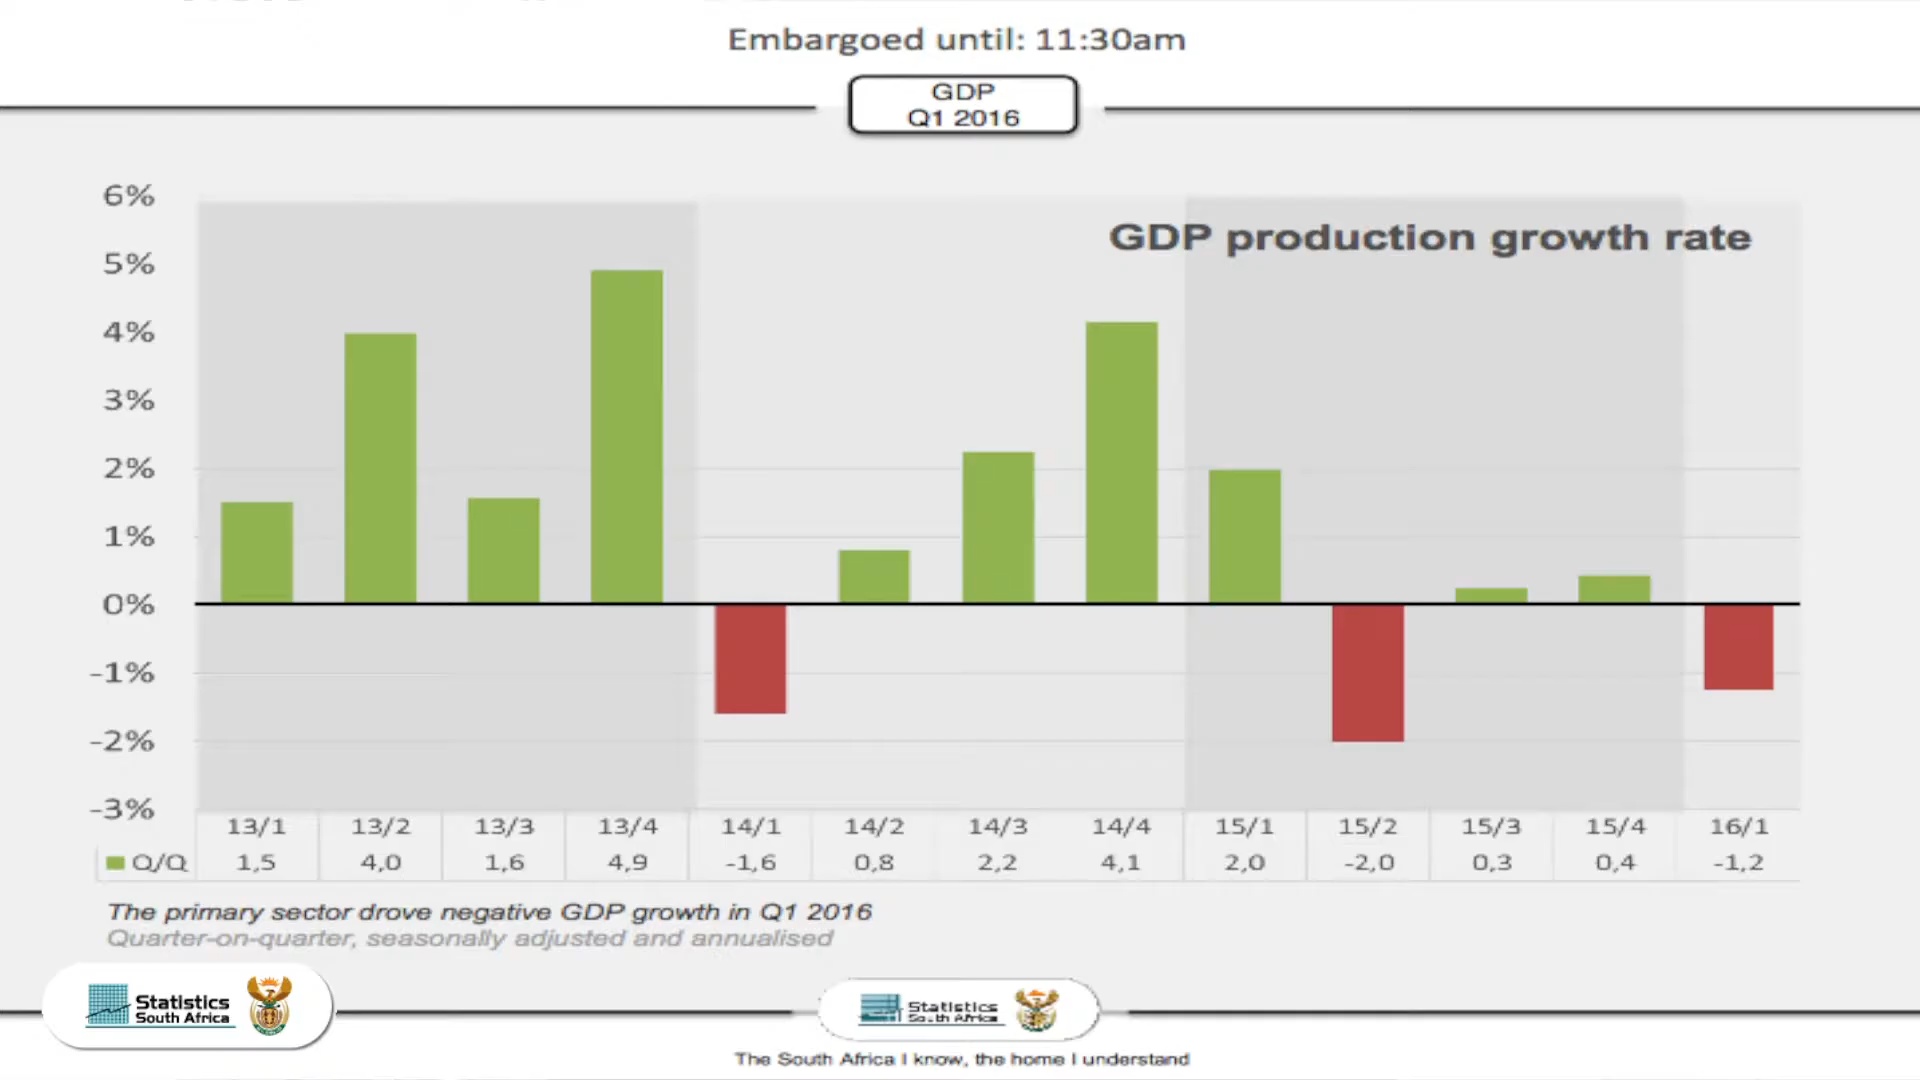 Embargoed until: 11:30am
GDP
Q1 2016
GDP production growth rate
6%
5%
4%
3%
2%
1%
0%
-1%
-2%
-3%
13/1 13/2 13/3 13/4 14/1 14/2 14/3 14/4 15/1 15/2 15/3 15/4 16/1
Q/Q 1,5 4,0 1,6 4,9 -1,6 0,8 2,2 4,1 2,0 -2,0 0,3 0,4 -1,2
The primary sector drove negative GDP growth in Q1 2016
Quarter-on-quarter, seasonally adjusted and annualised
Statistics
South Africa
Statistics
South Africa
The South Africa I know, the home I understand